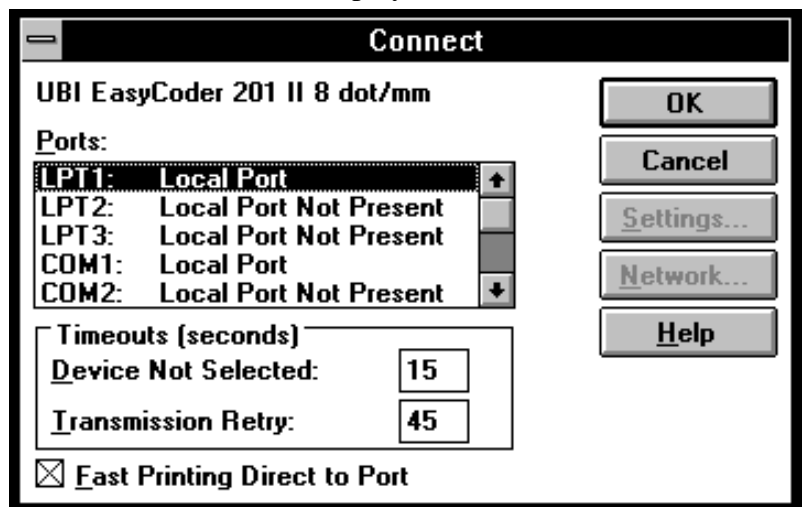 Connect
UBI EasyCoder 201 II 8 dot/mm
Ports:
LPT1: Local Port
LPT2: Local Port Not Present
LPT3: Local Port Not Present
COM1: Local Port
COM2: Local Port Not Present
Timeouts (seconds)
Device Not Selected: 15
Transmission Retry: 45
Fast Printing Direct to Port
OK
Cancel
Settings...
Network...
Help